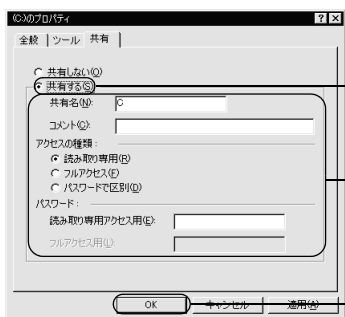 (C:)のプロパティ
全般 ツール 共有
共有しない(O)
共有する(S)
共有名(N): C
コメント(C):
アクセスの種類:
読み取り専用(R)
フルアクセス(F)
パスワードで区別(D)
パスワード:
読み取り専用アクセス用(E):
フルアクセス用(L):
OK キャンセル 適用(A)